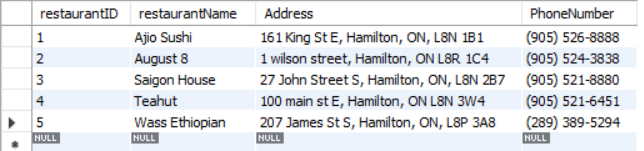 restaurantID restaurantName Address PhoneNumber
1 Ajio Sushi 161 King St E, Hamilton, ON, L8N 1B1 (905) 526-8888
2 August 8 1 wilson street, Hamilton, ON L8R 1C4 (905) 524-3838
3 Saigon House 27 John Street S, Hamilton, ON, L8N 2B7 (905) 521-8880
4 Teahut 100 main st E, Hamilton, ON L8N 3W4 (905) 521-6451
5 Wass Ethiopian 207 James St S, Hamilton, ON, L8P 3A8 (289) 389-5294
NULL NULL NULL NULL